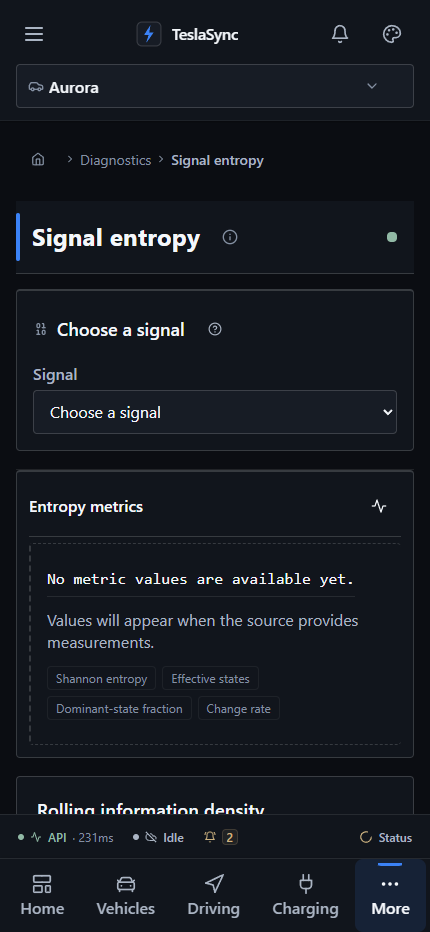 TeslaSync
Aurora
Diagnostics
Signal entropy
Signal entropy
Choose a signal
Signal
Choose a signal
Entropy metrics
No metric values are available yet.
Values will appear when the source provides
measurements.
Shannon entropy
Effective states
Dominant-state fraction
Change rate
Rolling information density
API · 231ms
Idle
2
Status
Home
Vehicles
Driving
Charging
More